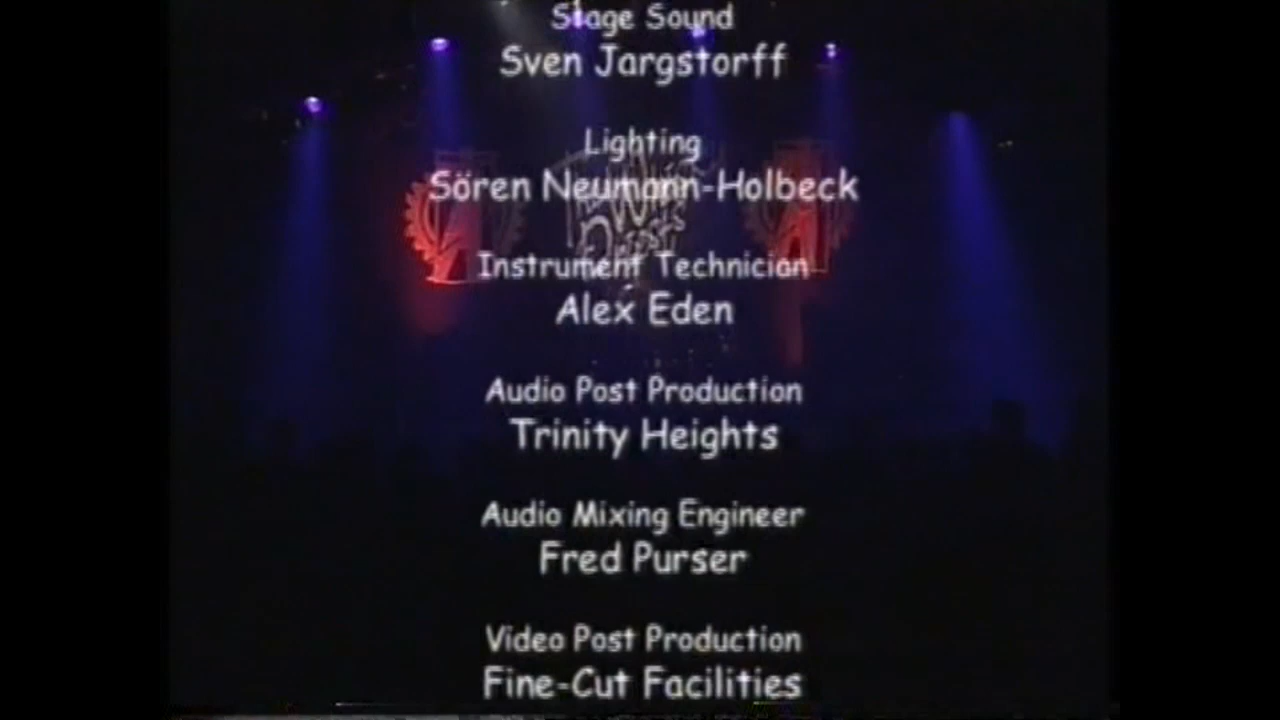 Stage Sound
Sven Jargstorff
Lighting
Sören Neumann-Holbeck
Instrument Technician
Alex Eden
Audio Post Production
Trinity Heights
Audio Mixing Engineer
Fred Purser
Video Post Production
Fine-Cut Facilities